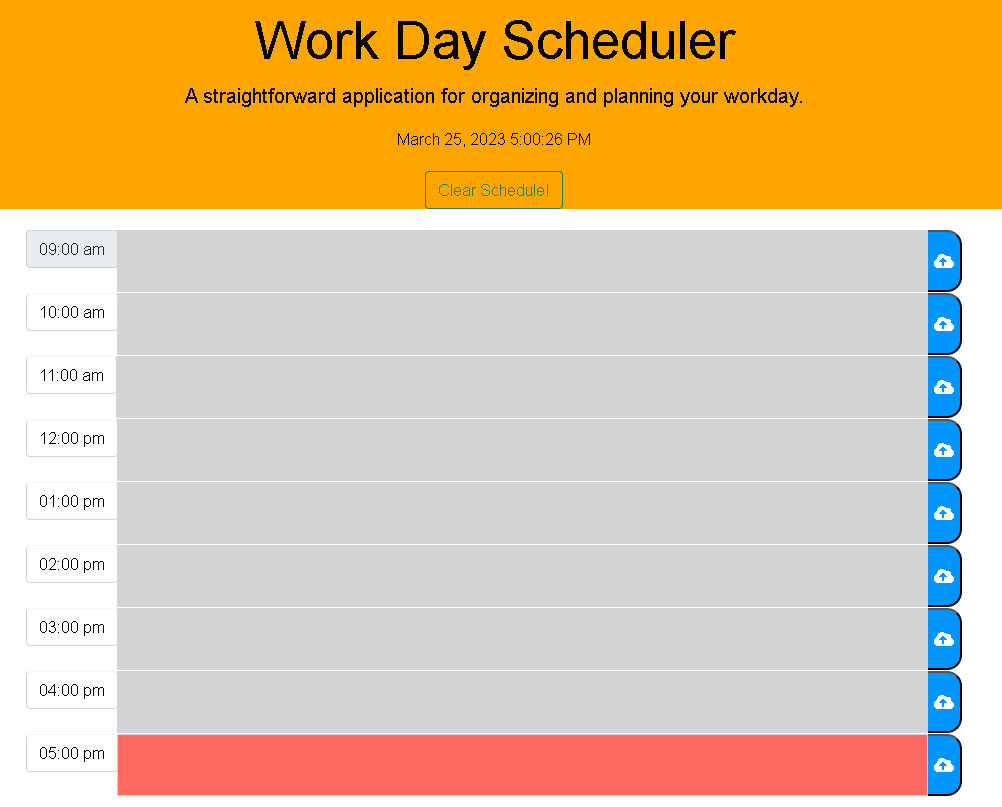 Work Day Scheduler
A straightforward application for organizing and planning your workday.
March 25, 2023 5:00:26 PM
Clear Schedule!
09:00 am
10:00 am
11:00 am
12:00 pm
01:00 pm
02:00 pm
03:00 pm
04:00 pm
05:00 pm